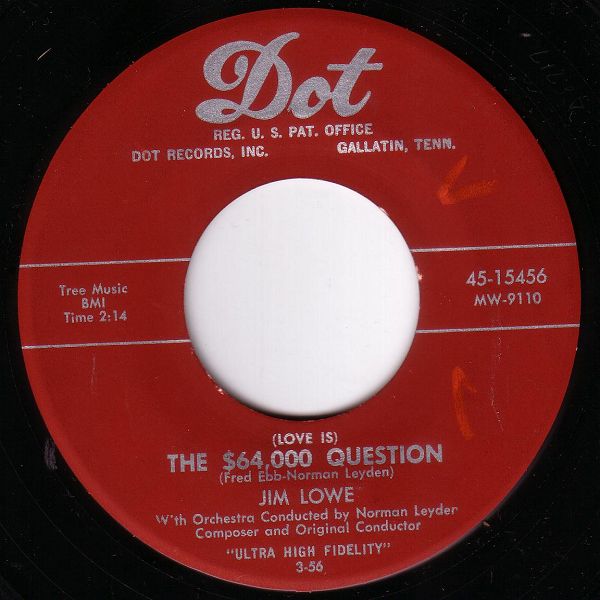 Dot
REG. U. S. PAT. OFFICE
DOT RECORDS, INC. GALLATIN, TENN.
Tree Music
BMI
Time 2:14
45-15456
MW-9110
(LOVE IS)
THE $64,000 QUESTION
(Fred Ebb-Norman Leyden)
JIM LOWE
With Orchestra Conducted by Norman Leyden
Composer and Original Conductor
"ULTRA HIGH FIDELITY"
3-56